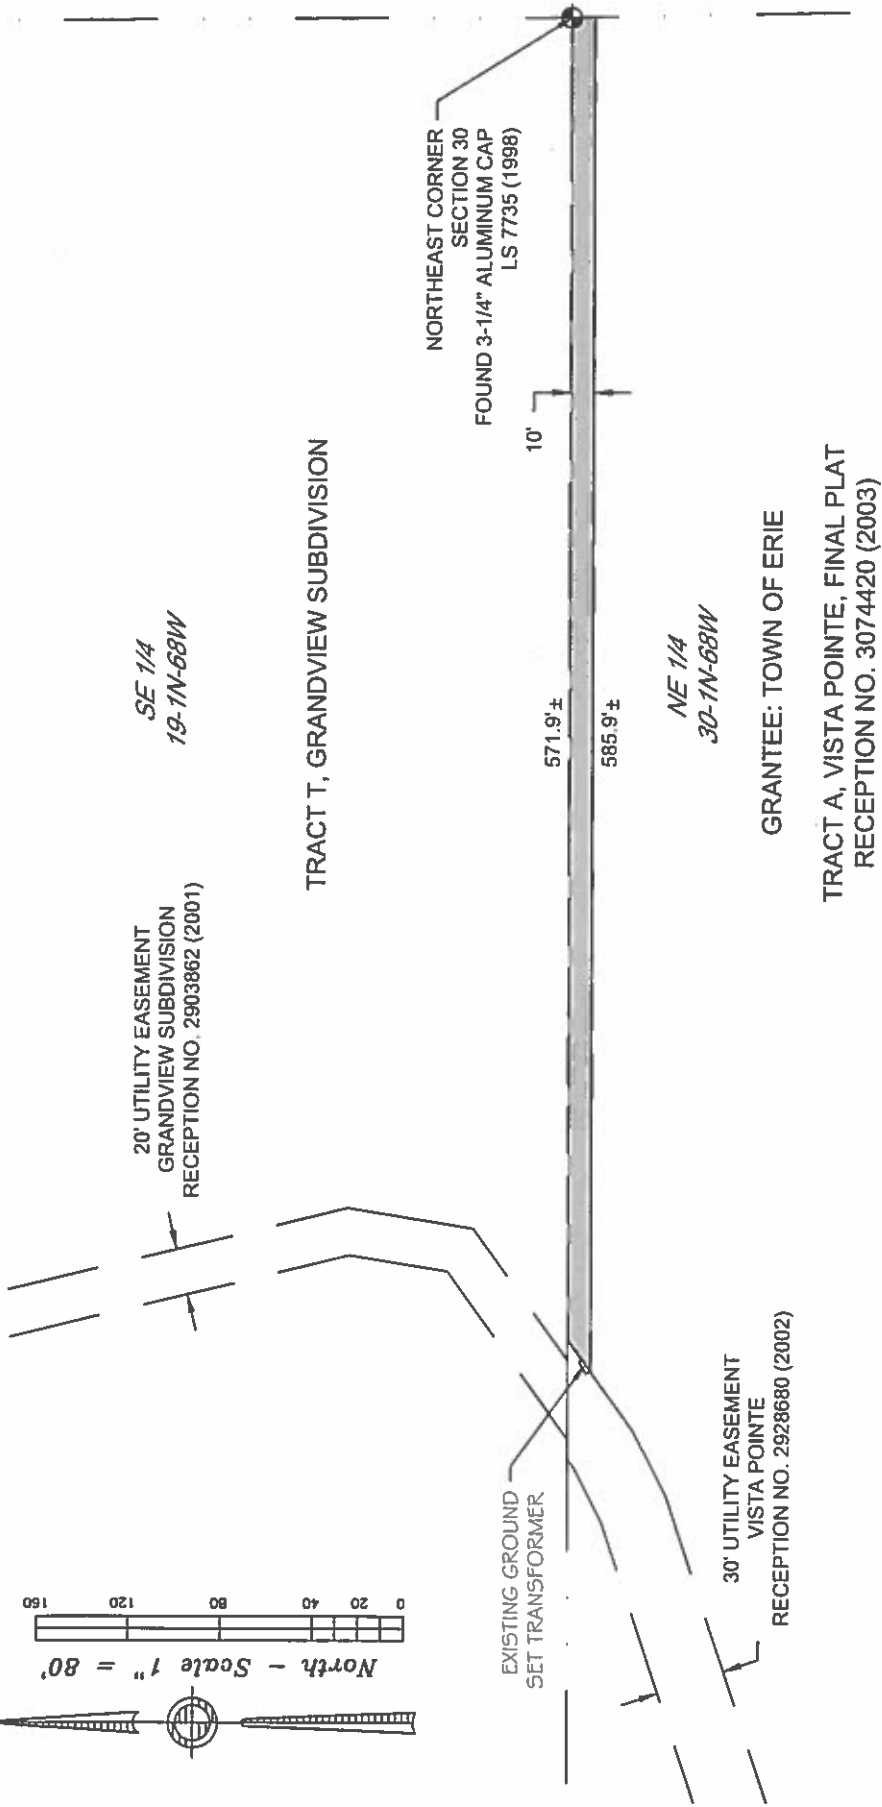 NORTHEAST CORNER
SECTION 30
FOUND 3-1/4" ALUMINUM CAP
LS 7735 (1998)
10'
SE 1/4
19-1N-68W
TRACT T, GRANDVIEW SUBDIVISION
20' UTILITY EASEMENT
GRANDVIEW SUBDIVISION
RECEPTION NO. 2903862 (2001)
571.9'±
585.9'±
NE 1/4
30-1N-68W
GRANTEE: TOWN OF ERIE
TRACT A, VISTA POINTE, FINAL PLAT
RECEPTION NO. 3074420 (2003)
EXISTING GROUND
SET TRANSFORMER
30' UTILITY EASEMENT
VISTA POINTE
RECEPTION NO. 2928680 (2002)
North - Scale 1" = 80'
0 20 40 80 120 160